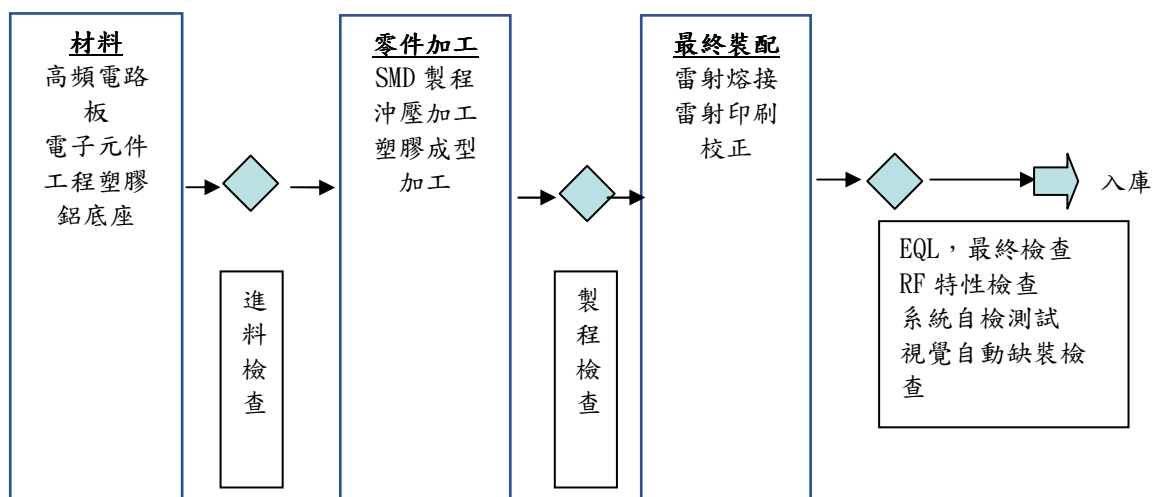 材料
高頻電路
板
電子元件
工程塑膠
鋁底座
進
料
檢
查
零件加工
SMD 製程
沖壓加工
塑膠成型
加工
製
程
檢
查
最終裝配
雷射熔接
雷射印刷
校正
入庫
EQL,最終檢查
RF 特性檢查
系統自檢測試
視覺自動缺裝檢
查